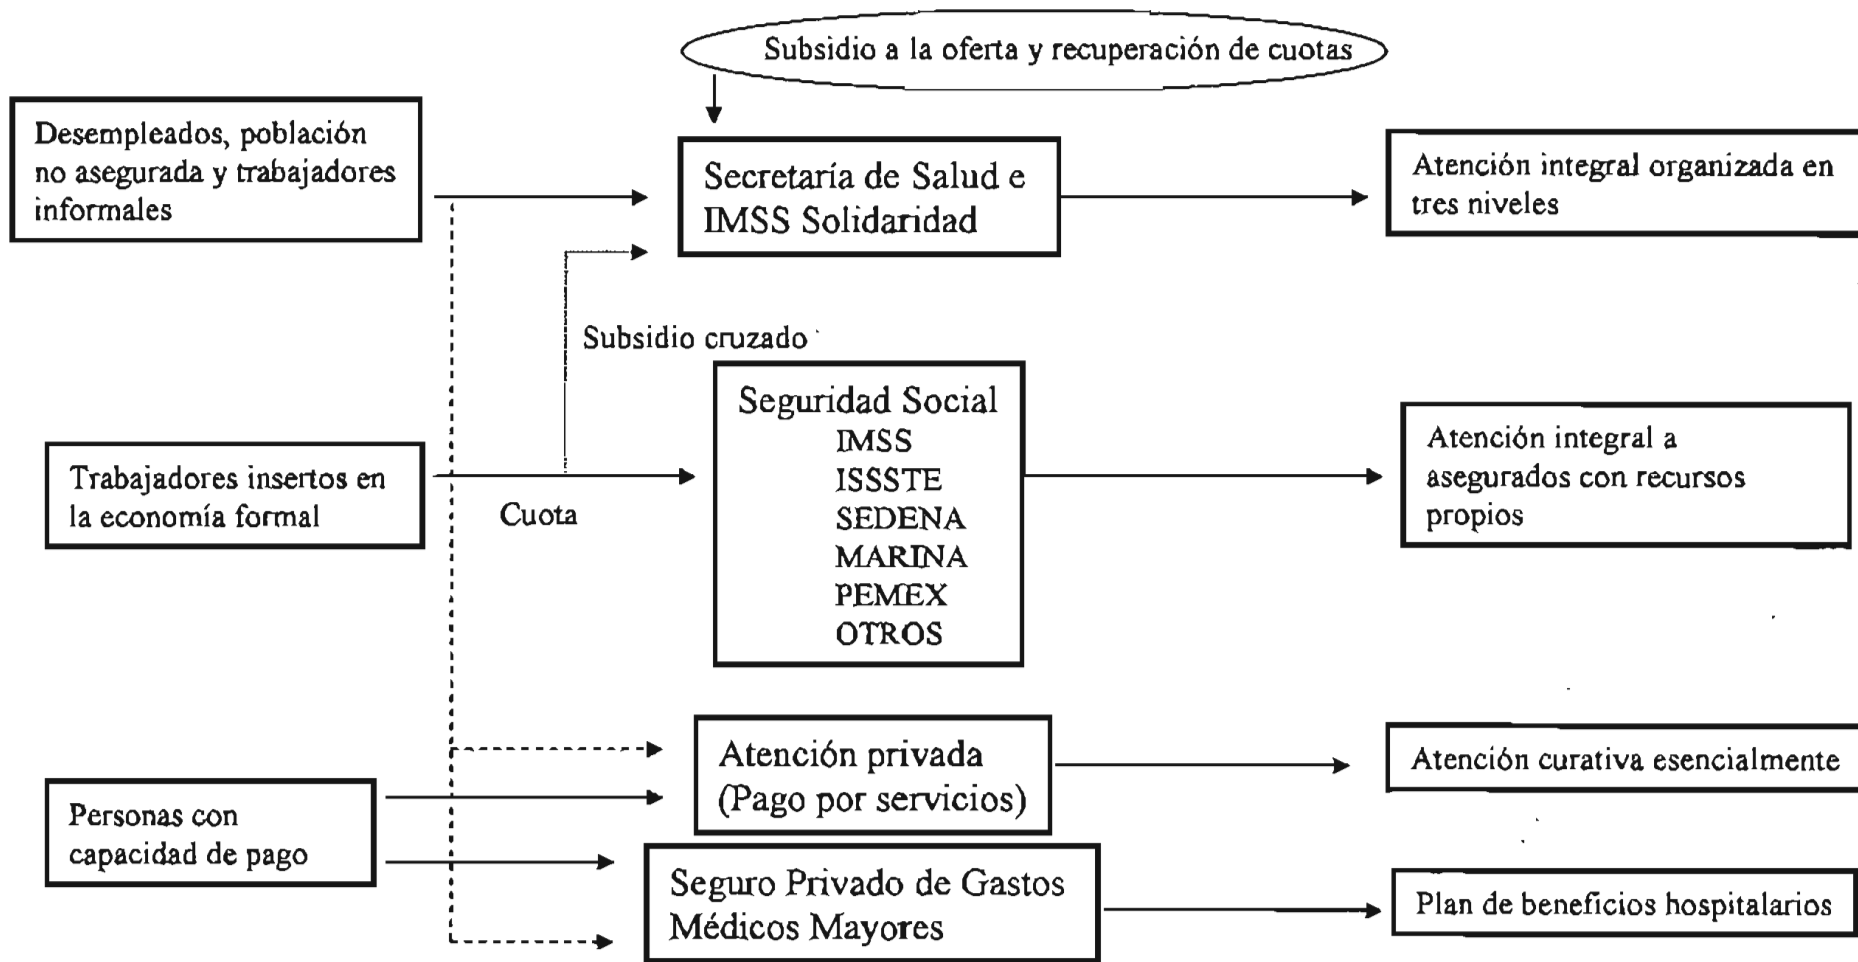 Subsidio a la oferta y recuperación de cuotas
Desempleados, población
no asegurada y trabajadores
informales
Secretaría de Salud e
IMSS Solidaridad
Atención integral organizada en
tres niveles
Subsidio cruzado
Trabajadores insertos en
la economía formal
Cuota
Seguridad Social
IMSS
ISSSTE
SEDENA
MARINA
PEMEX
OTROS
Atención integral a
asegurados con recursos
propios
Personas con
capacidad de pago
Atención privada
(Pago por servicios)
Atención curativa esencialmente
Seguro Privado de Gastos
Médicos Mayores
Plan de beneficios hospitalarios